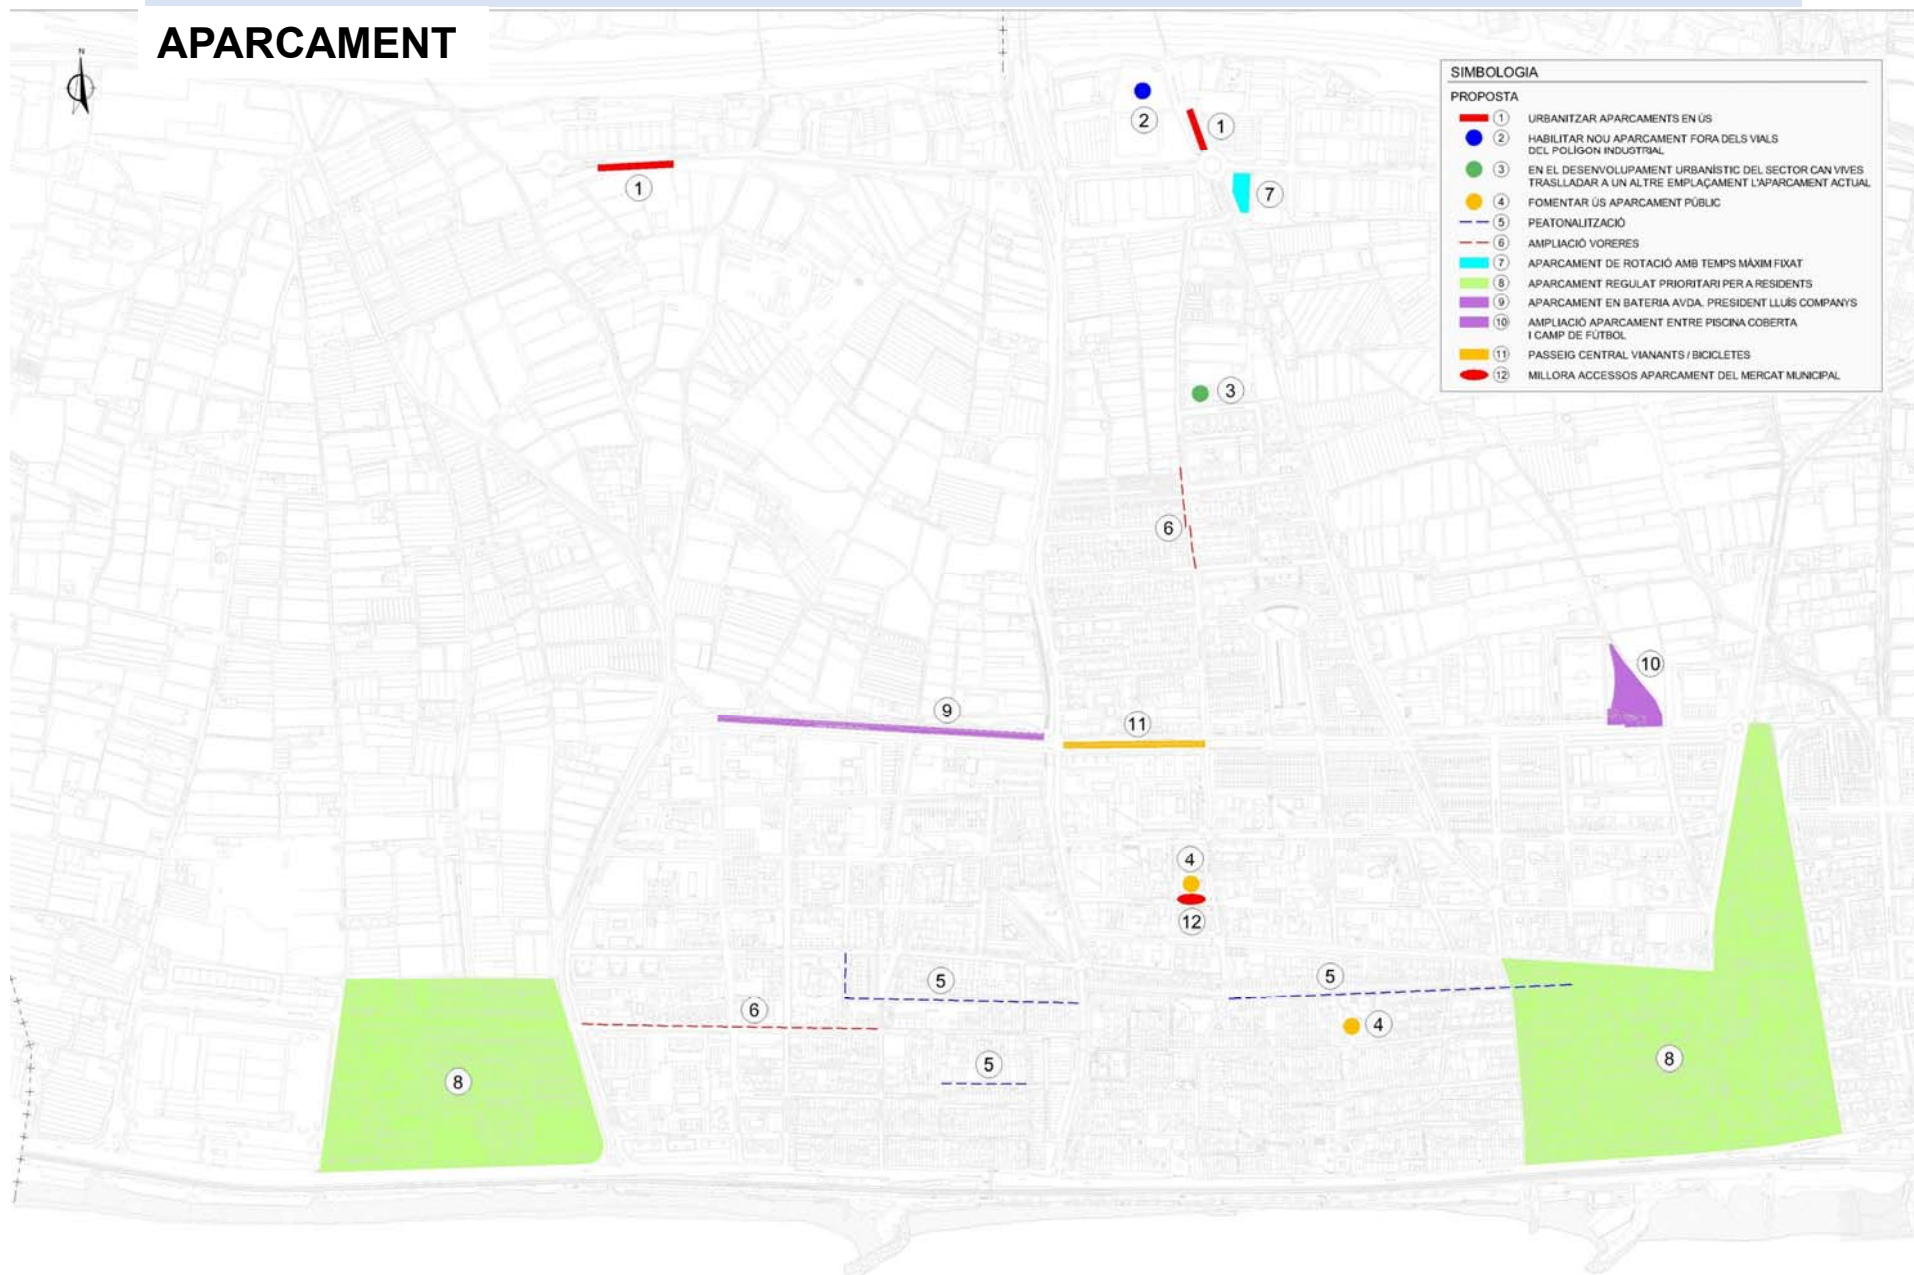 APARCAMENT
N
SIMBOLOGIA
PROPOSTA
1 URBANITZAR APARCAMENTS EN ÚS
2 HABILITAR NOU APARCAMENT FORA DELS VIALS
DEL POLÍGON INDUSTRIAL
3 EN EL DESENVOLUPAMENT URBANÍSTIC DEL SECTOR CAN VIVES
TRASLLADAR A UN ALTRE EMPLAÇAMENT L'APARCAMENT ACTUAL
4 FOMENTAR ÚS APARCAMENT PÚBLIC
5 PEATONALITZACIÓ
6 AMPLIACIÓ VORERES
7 APARCAMENT DE ROTACIÓ AMB TEMPS MÀXIM FIXAT
8 APARCAMENT REGULAT PRIORITARI PER A RESIDENTS
9 APARCAMENT EN BATERIA AVDA. PRESIDENT LLUÍS COMPANYS
10 AMPLIACIÓ APARCAMENT ENTRE PISCINA COBERTA
I CAMP DE FÚTBOL
11 PASSEIG CENTRAL VIANANTS / BICICLETES
12 MILLORA ACCESSOS APARCAMENT DEL MERCAT MUNICIPAL
2
1
1
7
3
6
10
9
11
4
12
5
5
6
4
5
8
8